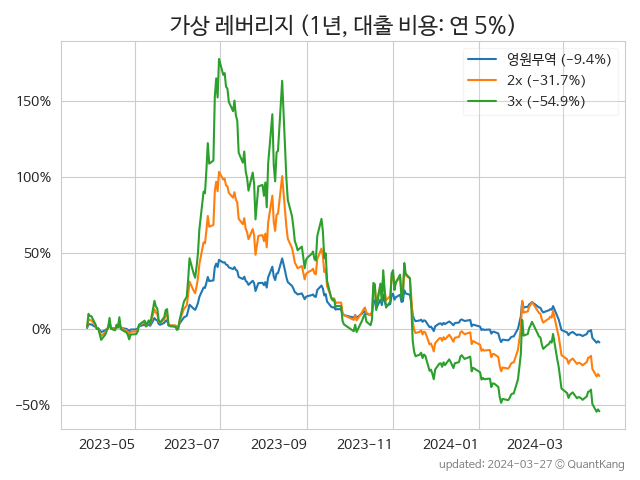 가상 레버리지 (1년, 대출 비용: 연 5%)
영원무역 (−9.4%)
2x (−31.7%)
3x (−54.9%)
150%
100%
50%
0%
−50%
2023-05 2023-07 2023-09 2023-11 2024-01 2024-03
updated: 2024-03-27 © QuantKang